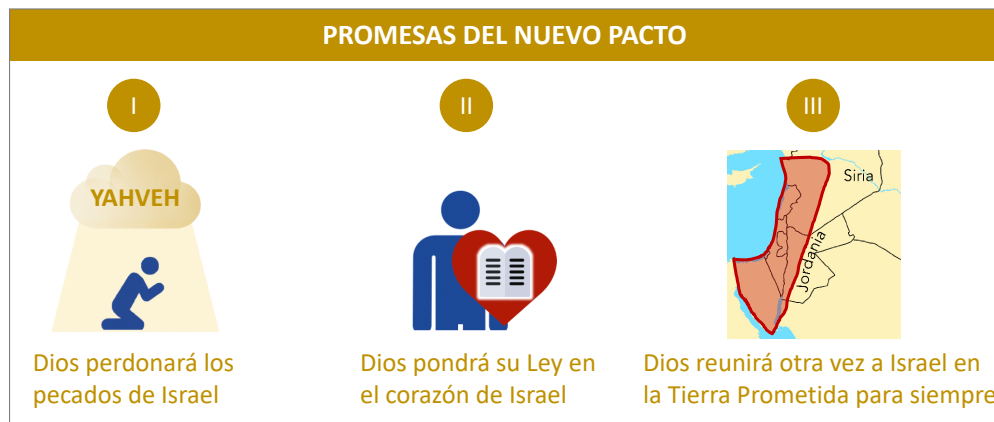 PROMESAS DEL NUEVO PACTO
I
II
III
YAHVEH
Siria
Jordania
Dios perdonará los
pecados de Israel
Dios pondrá su Ley en
el corazón de Israel
Dios reunirá otra vez a Israel en
la Tierra Prometida para siempre